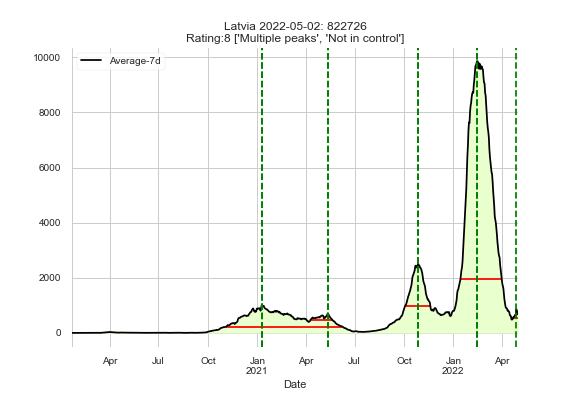 Latvia 2022-05-02: 822726
Rating:8 ['Multiple peaks', 'Not in control']
Average-7d
10000
8000
6000
4000
2000
0
Apr Jul Oct Jan Apr Jul Oct Jan Apr
2021 2022
Date